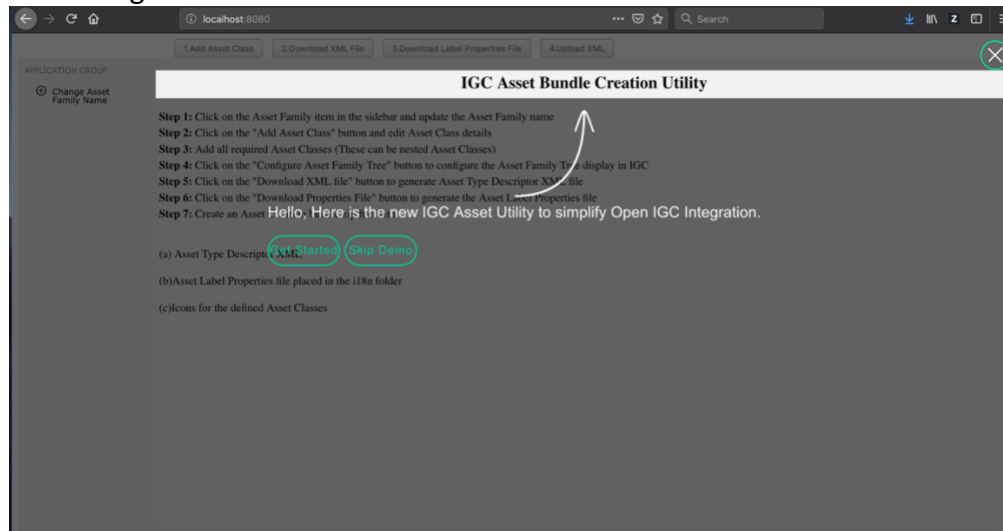 localhost:8080
Search
1.Add Asset Class
2.Download XML File
3.Download Label Properties File
4.Upload XML
APPLICATION GROUP
Change Asset
Family Name
IGC Asset Bundle Creation Utility
Step 1: Click on the Asset Family item in the sidebar and update the Asset Family name
Step 2: Click on the "Add Asset Class" button and edit Asset Class details
Step 3: Add all required Asset Classes (These can be nested Asset Classes)
Step 4: Click on the "Configure Asset Family Tree" button to configure the Asset Family Tree display in IGC
Step 5: Click on the "Download XML file" button to generate Asset Type Descriptor XML file
Step 6: Click on the "Download Properties File" button to generate the Asset Label Properties file
Step 7: Create an Asset
Hello, Here is the new IGC Asset Utility to simplify Open IGC Integration.
Get Started
Skip Demo
(a) Asset Type Descriptor XML
(b)Asset Label Properties file placed in the i18n folder
(c)Icons for the defined Asset Classes